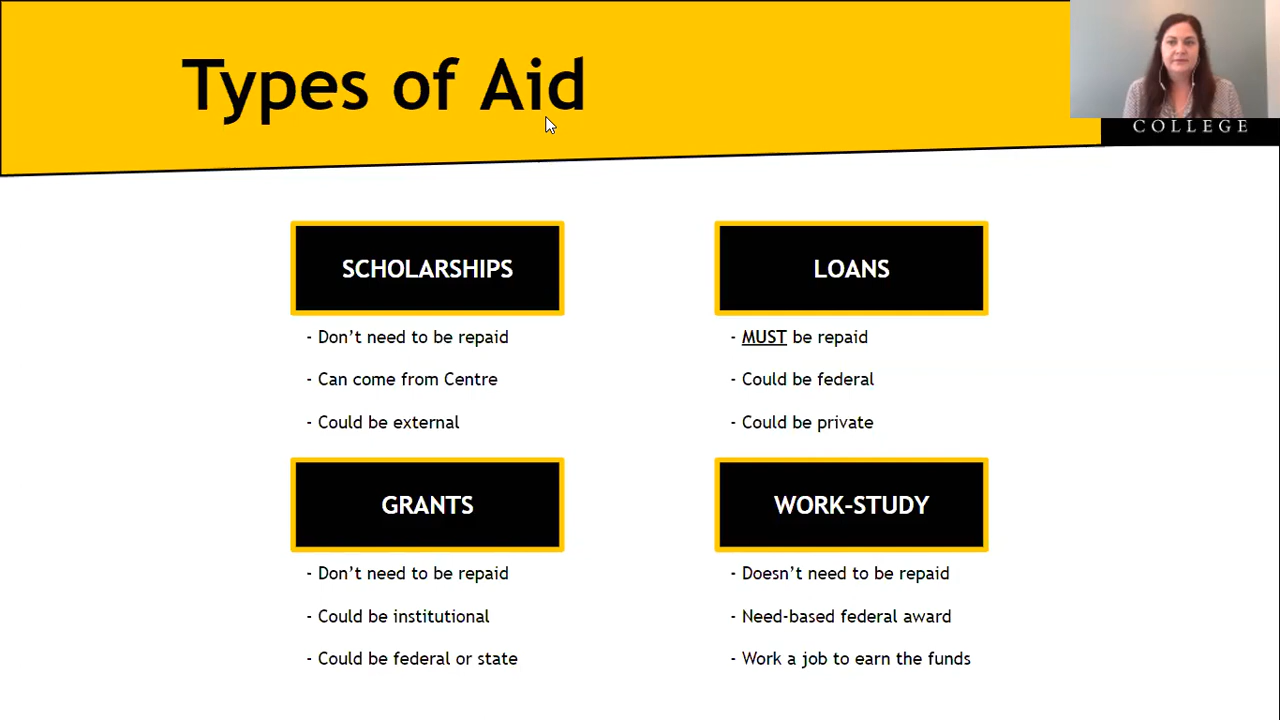 Types of Aid
COLLEGE
SCHOLARSHIPS
- Don't need to be repaid
- Can come from Centre
- Could be external
LOANS
- MUST be repaid
- Could be federal
- Could be private
GRANTS
- Don't need to be repaid
- Could be institutional
- Could be federal or state
WORK-STUDY
- Doesn't need to be repaid
- Need-based federal award
- Work a job to earn the funds